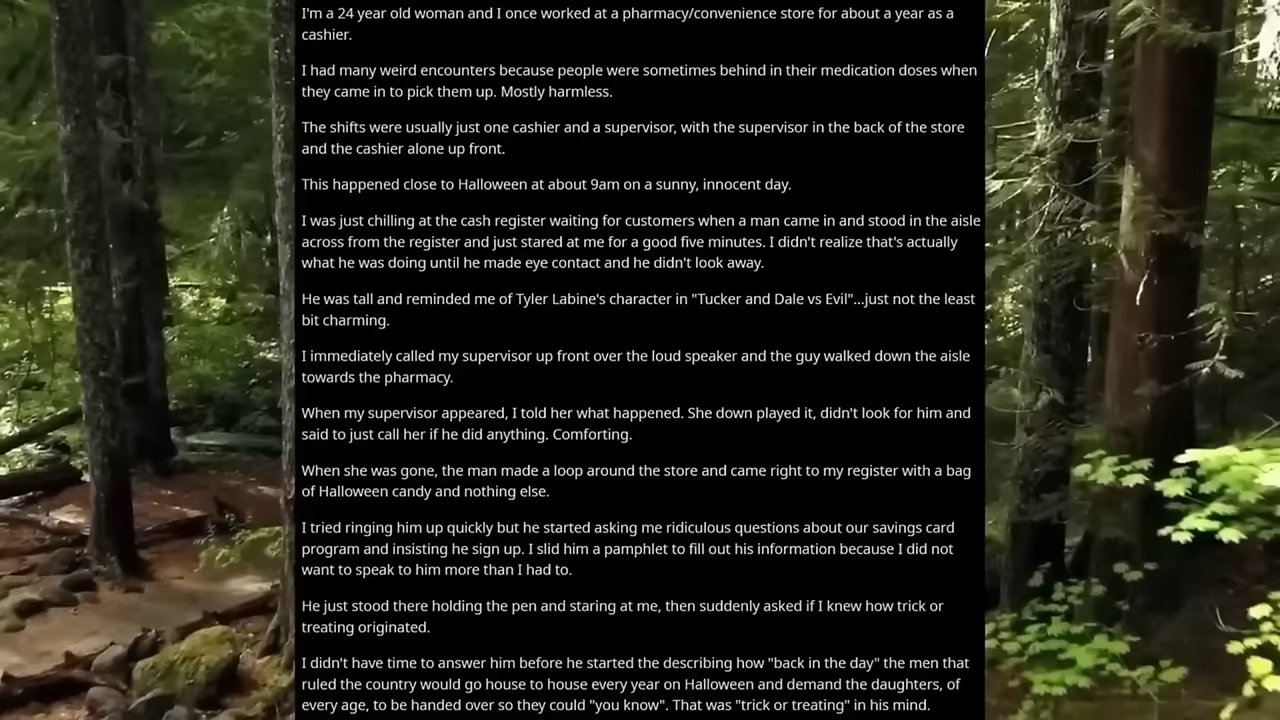 I'm a 24 year old woman and I once worked at a pharmacy/convenience store for about a year as a
cashier.
I had many weird encounters because people were sometimes behind in their medication doses when
they came in to pick them up. Mostly harmless.
The shifts were usually just one cashier and a supervisor, with the supervisor in the back of the store
and the cashier alone up front.
This happened close to Halloween at about 9am on a sunny, innocent day.
I was just chilling at the cash register waiting for customers when a man came in and stood in the aisle
across from the register and just stared at me for a good five minutes. I didn't realize that's actually
what he was doing until he made eye contact and he didn't look away.
He was tall and reminded me of Tyler Labine's character in "Tucker and Dale vs Evil"...just not the least
bit charming.
I immediately called my supervisor up front over the loud speaker and the guy walked down the aisle
towards the pharmacy.
When my supervisor appeared, I told her what happened. She down played it, didn't look for him and
said to just call her if he did anything. Comforting.
When she was gone, the man made a loop around the store and came right to my register with a bag
of Halloween candy and nothing else.
I tried ringing him up quickly but he started asking me ridiculous questions about our savings card
program and insisting he sign up. I slid him a pamphlet to fill out his information because I did not
want to speak to him more than I had to.
He just stood there holding the pen and staring at me, then suddenly asked if I knew how trick or
treating originated.
I didn't have time to answer him before he started the describing how "back in the day" the men that
ruled the country would go house to house every year on Halloween and demand the daughters, of
every age, to be handed over so they could "you know". That was "trick or treating" in his mind.